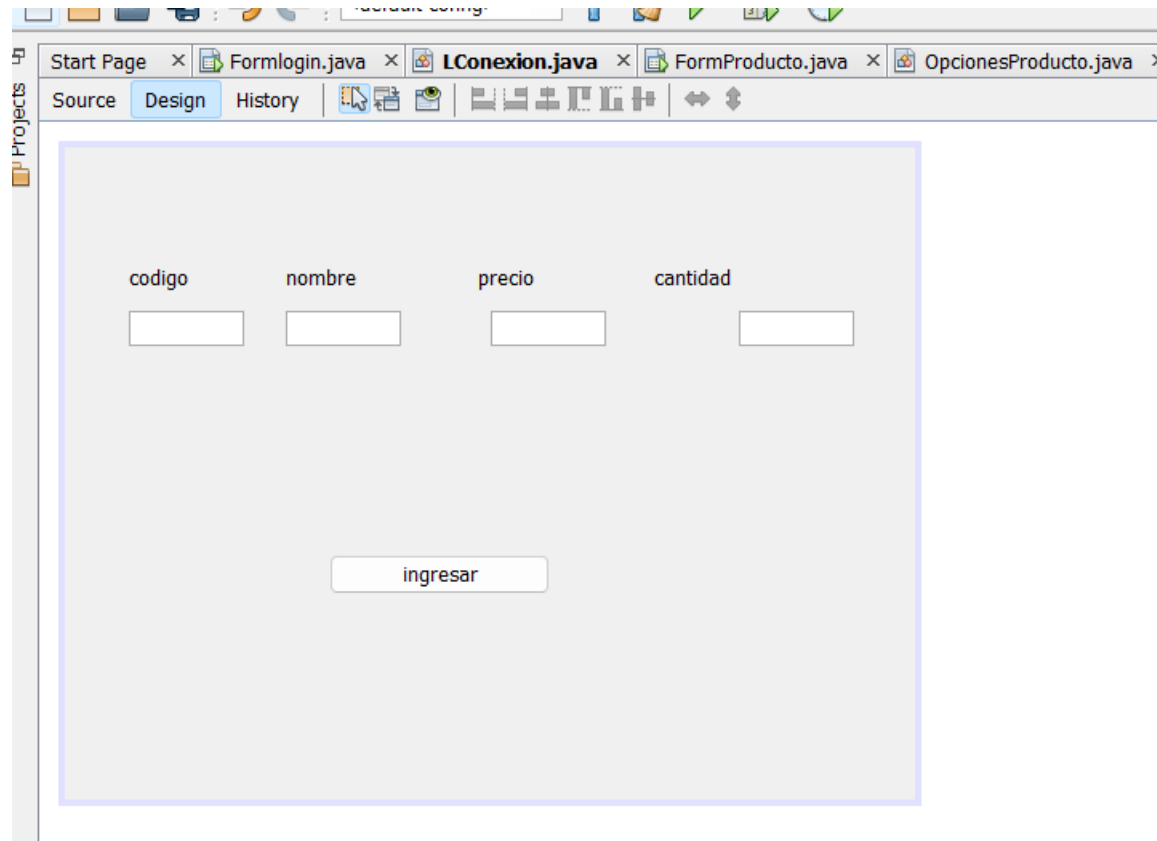 Start Page Formlogin.java LConexion.java FormProducto.java OpcionesProducto.java
Source Design History
Projects
codigo nombre precio cantidad
ingresar